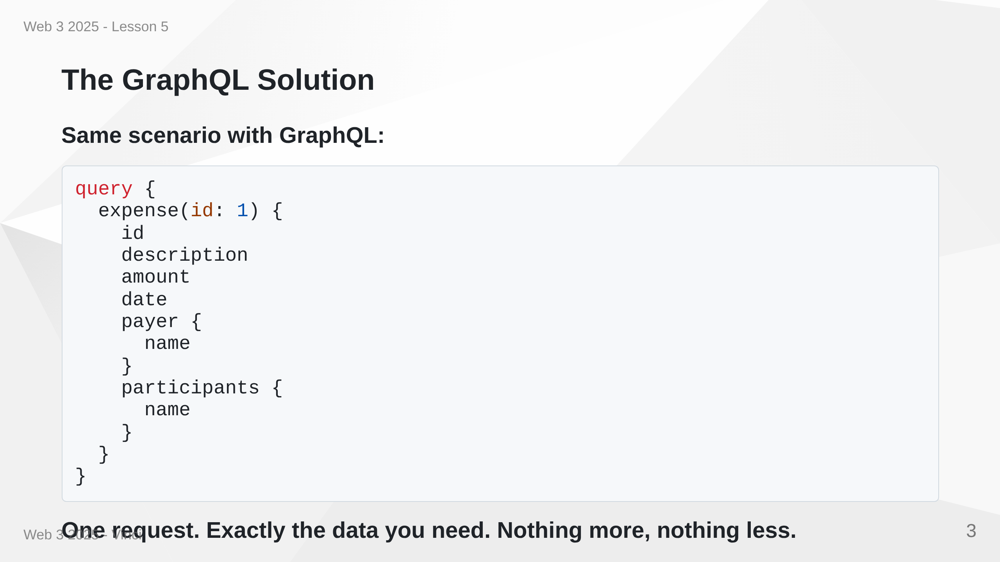 Web 3 2025 - Lesson 5
The GraphQL Solution
Same scenario with GraphQL:
query {
  expense(id: 1) {
    id
    description
    amount
    date
    payer {
      name
    }
    participants {
      name
    }
  }
}
One request. Exactly the data you need. Nothing more, nothing less.
Web 3 2025 - Vinci
3